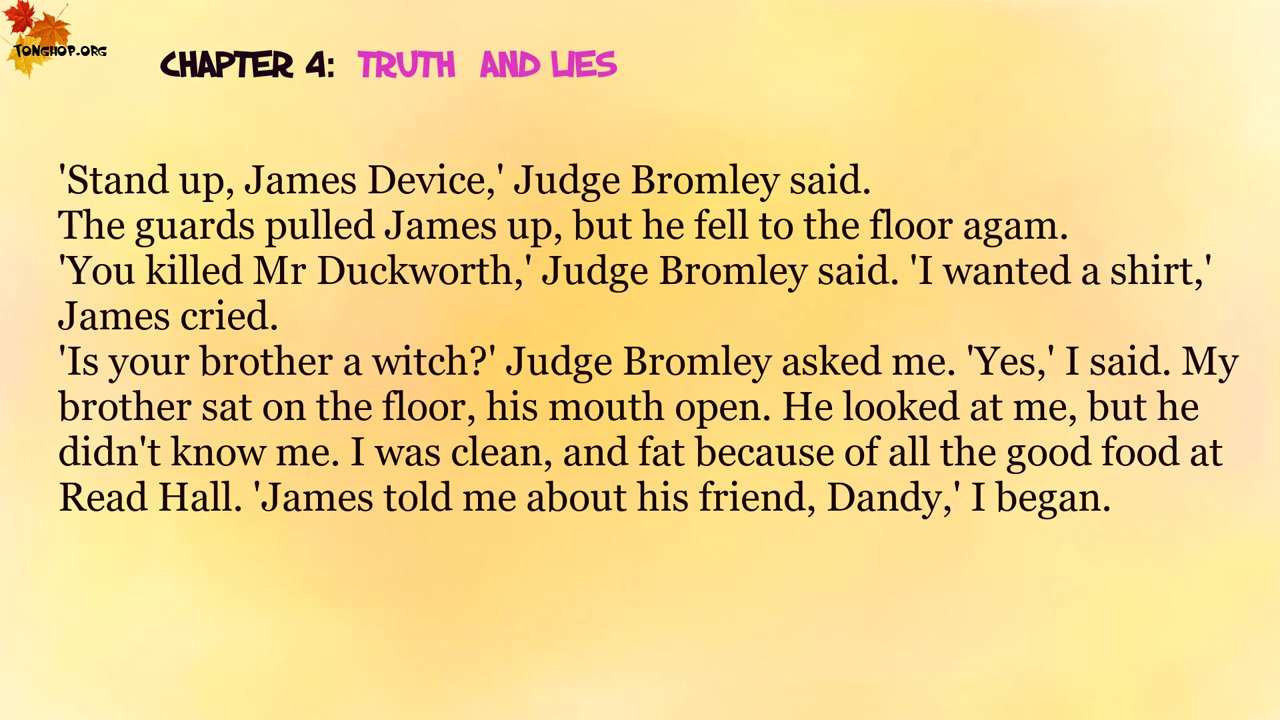 TONGHOP.ORG
CHAPTER 4: TRUTH AND LIES
'Stand up, James Device,' Judge Bromley said.
The guards pulled James up, but he fell to the floor agam.
'You killed Mr Duckworth,' Judge Bromley said. 'I wanted a shirt,'
James cried.
'Is your brother a witch?' Judge Bromley asked me. 'Yes,' I said. My
brother sat on the floor, his mouth open. He looked at me, but he
didn't know me. I was clean, and fat because of all the good food at
Read Hall. 'James told me about his friend, Dandy,' I began.